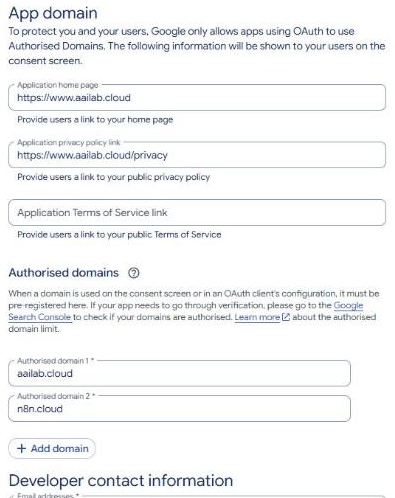 App domain
To protect you and your users, Google only allows apps using OAuth to use
Authorised Domains. The following information will be shown to your users on the
consent screen.
Application home page
https://www.aailab.cloud
Provide users a link to your home page
Application privacy policy link
https://www.aailab.cloud/privacy
Provide users a link to your public privacy policy
Application Terms of Service link
Provide users a link to your public Terms of Service
Authorised domains
When a domain is used on the consent screen or in an OAuth client's configuration, it must be
pre-registered here. If your app needs to go through verification, please go to the Google
Search Console to check if your domains are authorised. Learn more about the authorised
domain limit.
Authorised domain 1 *
aailab.cloud
Authorised domain 2 *
n8n.cloud
+ Add domain
Developer contact information
Email addresses *